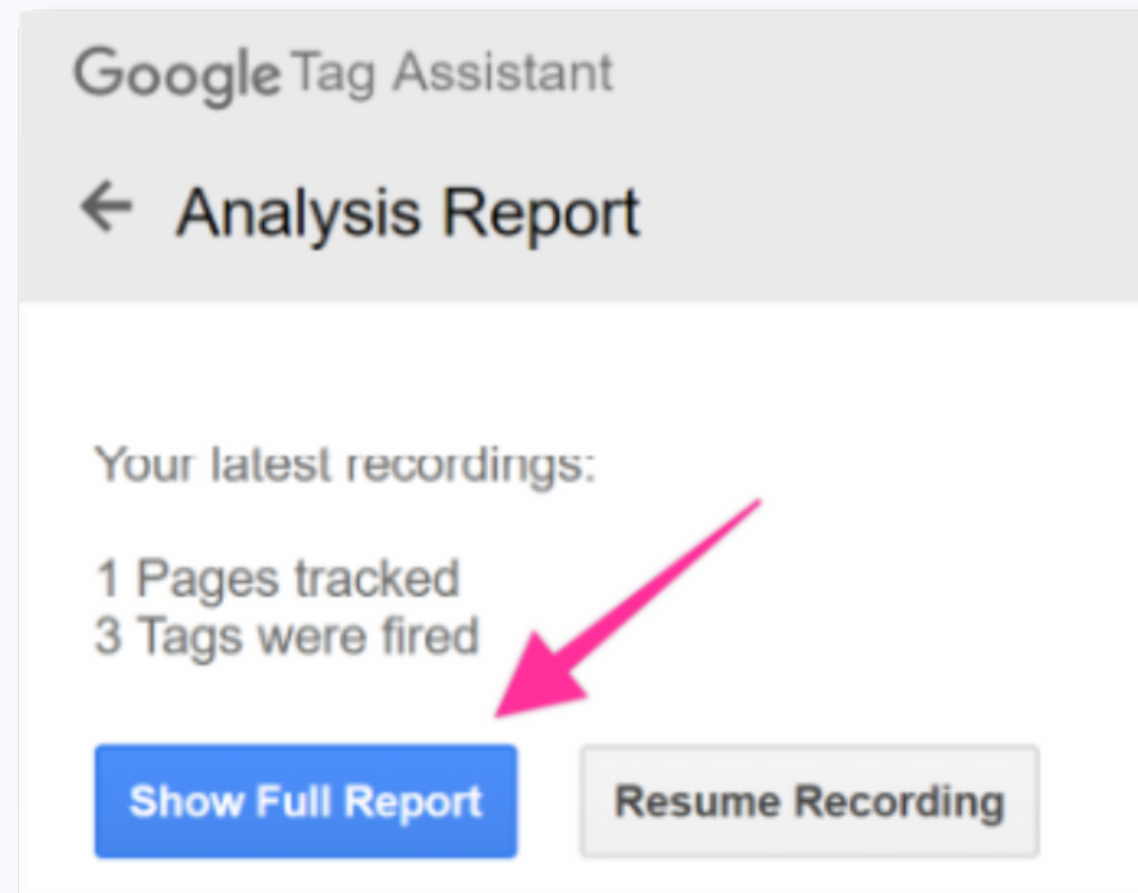 Google Tag Assistant
Analysis Report
Your latest recordings:
1 Pages tracked
3 Tags were fired
Show Full Report
Resume Recording